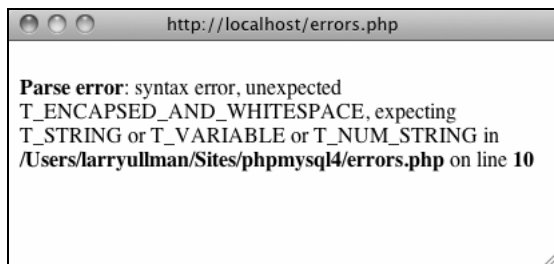 http://localhost/errors.php
Parse error: syntax error, unexpected
T_ENCAPSED_AND_WHITESPACE, expecting
T_STRING or T_VARIABLE or T_NUM_STRING in
/Users/larryullman/Sites/phpmysql4/errors.php on line 10